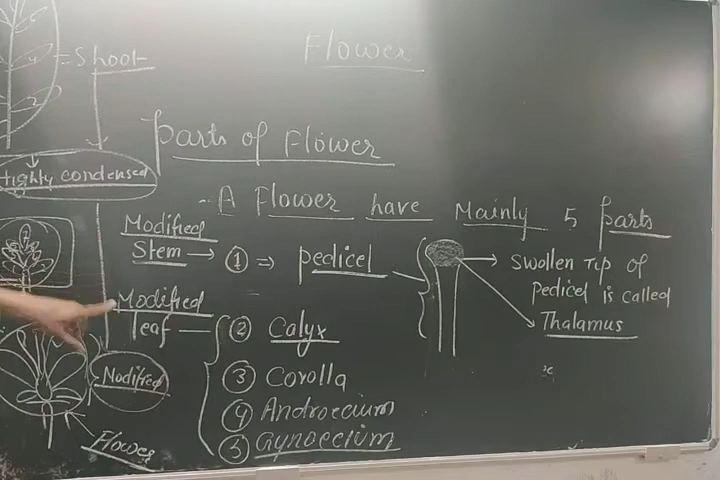 Flower
= Shoot
Parts of Flower
Tightly condensed
- A Flower have Mainly 5 parts
Modified
Stem → ① ⇒ pedicel
Swollen Tip of
pedicel is called
Thalamus
Modified
leaf
② Calyx
③ Corolla
④ Androecium
⑤ Gynoecium
Modified
Flower